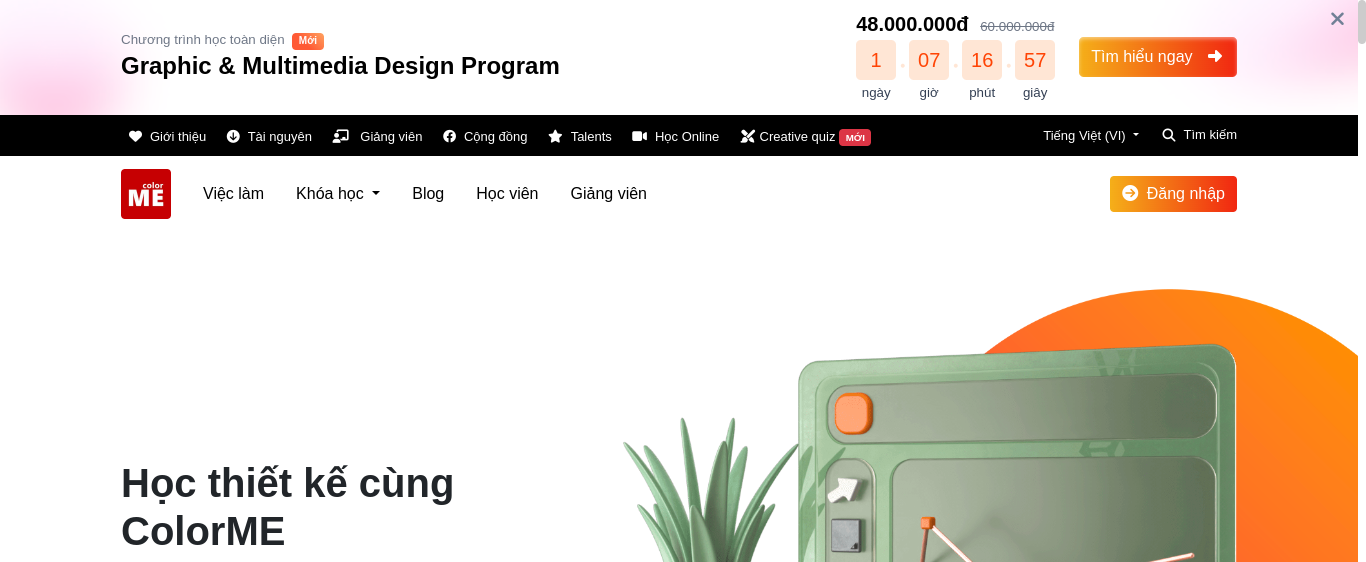 Chương trình học toàn diện Mới
Graphic & Multimedia Design Program
48.000.000đ 60.000.000đ
1 . 07 . 16 . 57
ngày giờ phút giây
Tìm hiểu ngay
Giới thiệu Tài nguyên Giảng viên Cộng đồng Talents Học Online Creative quiz MỚI
Tiếng Việt (VI) Tìm kiếm
color
ME
Việc làm Khóa học Blog Học viên Giảng viên
Đăng nhập
Học thiết kế cùng
ColorME